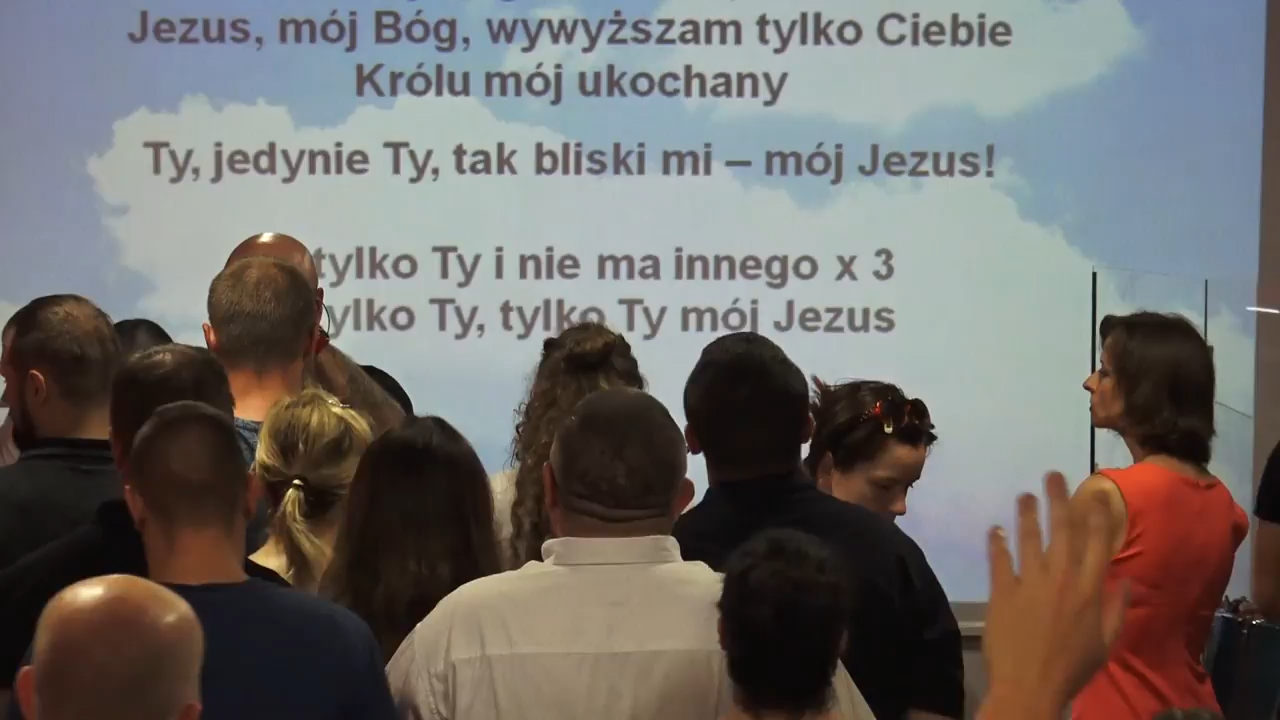 Jezus, mój Bóg, wywyższam tylko Ciebie
Królu mój ukochany
Ty, jedynie Ty, tak bliski mi – mój Jezus!
tylko Ty i nie ma innego x 3
Ty, tylko Ty mój Jezus